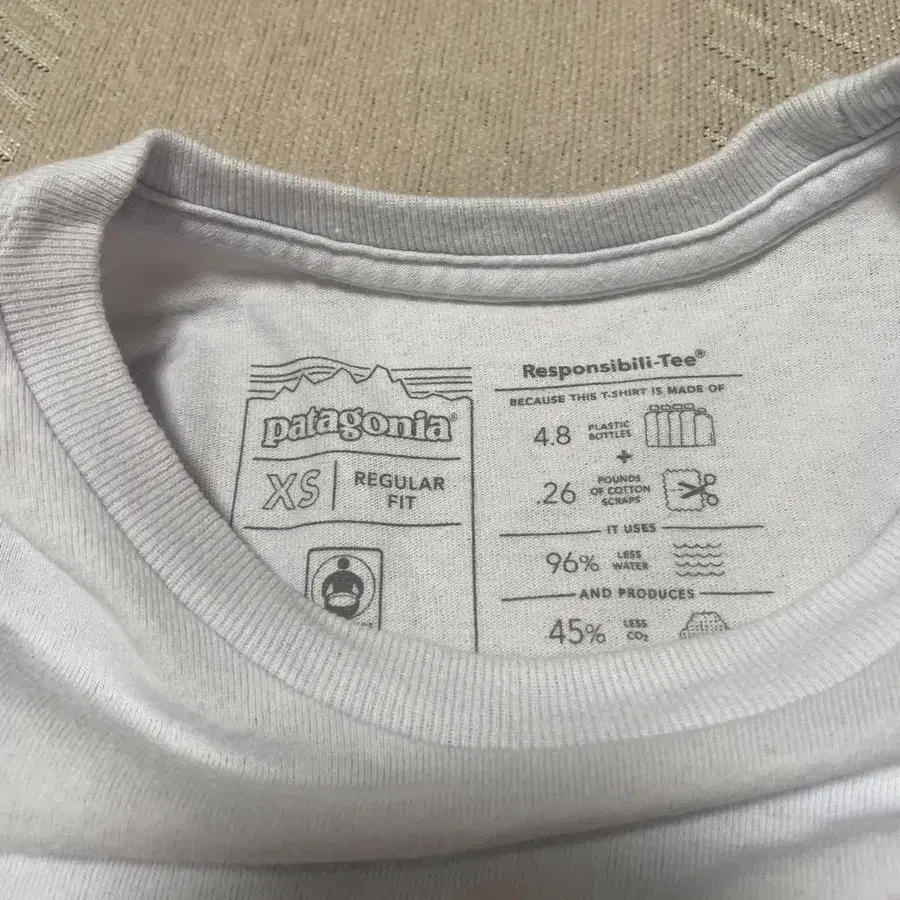 patagonia®
XS
REGULAR
FIT
Responsibili-Tee®
BECAUSE THIS T-SHIRT IS MADE OF
4.8 PLASTIC
BOTTLES
+
.26 POUNDS
OF COTTON
SCRAPS
IT USES
96% LESS
WATER
AND PRODUCES
45% LESS
CO₂